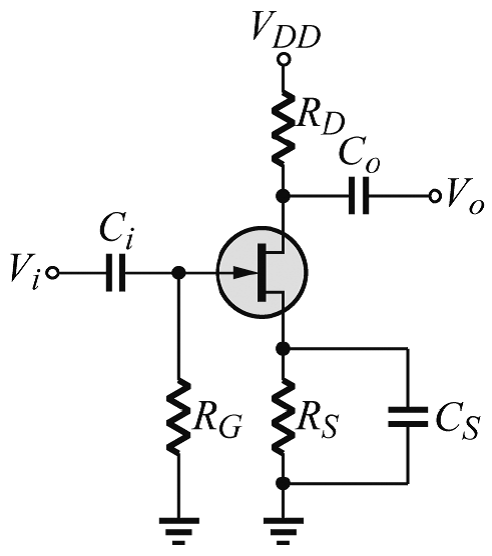 V_DD
R_D
C_o
V_o
C_i
V_i
R_G
R_S
C_S